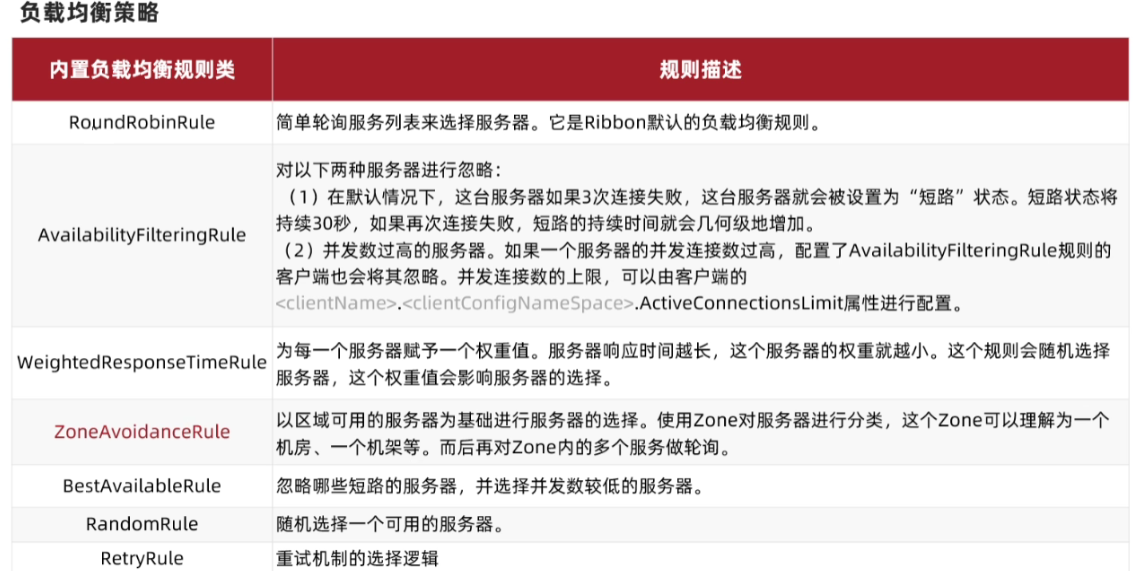 负载均衡策略
内置负载均衡规则类
规则描述
RoundRobinRule
简单轮询服务列表来选择服务器。它是Ribbon默认的负载均衡规则。
AvailabilityFilteringRule
对以下两种服务器进行忽略：
（1）在默认情况下，这台服务器如果3次连接失败，这台服务器就会被设置为“短路”状态。短路状态将
持续30秒，如果再次连接失败，短路的持续时间就会几何级地增加。
（2）并发数过高的服务器。如果一个服务器的并发连接数过高，配置了AvailabilityFilteringRule规则的
客户端也会将其忽略。并发连接数的上限，可以由客户端的
<clientName>.<clientConfigNameSpace>.ActiveConnectionsLimit属性进行配置。
WeightedResponseTimeRule
为每一个服务器赋予一个权重值。服务器响应时间越长，这个服务器的权重就越小。这个规则会随机选择
服务器，这个权重值会影响服务器的选择。
ZoneAvoidanceRule
以区域可用的服务器为基础进行服务器的选择。使用Zone对服务器进行分类，这个Zone可以理解为一个
机房、一个机架等。而后再对Zone内的多个服务做轮询。
BestAvailableRule
忽略哪些短路的服务器，并选择并发数较低的服务器。
RandomRule
随机选择一个可用的服务器。
RetryRule
重试机制的选择逻辑